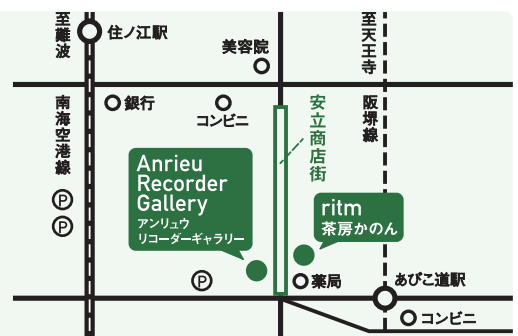 至難波
住ノ江駅
美容院
至天王寺
南海空港線
銀行
コンビニ
安立商店街
阪堺線
Anrieu
Recorder
Gallery
アンリュウ
リコーダーギャラリー
ritm
茶房かのん
P
P
P
薬局
あびこ道駅
コンビニ